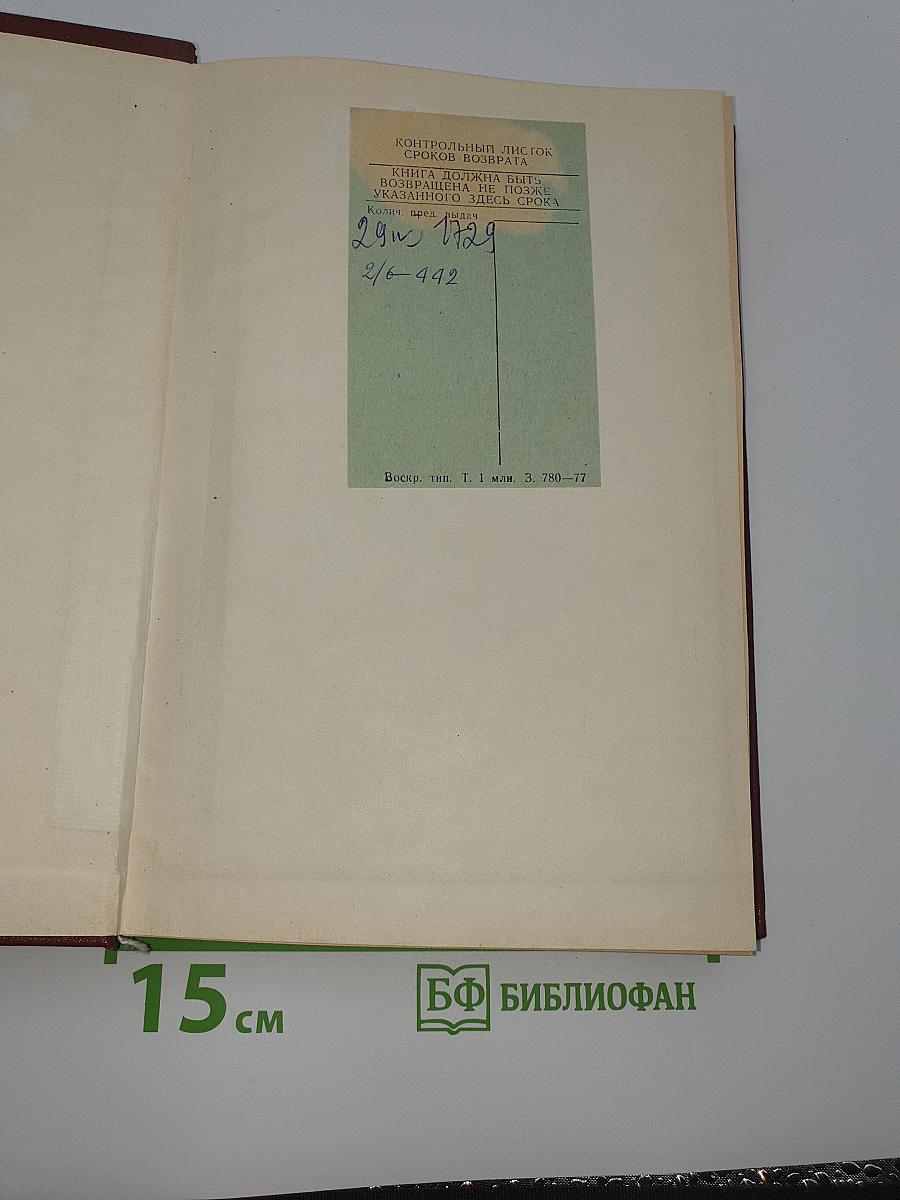 КОНТРОЛЬНЫЙ ЛИСТОК
СРОКОВ ВОЗВРАТА
КНИГА ДОЛЖНА БЫТЬ
ВОЗВРАЩЕНА НЕ ПОЗЖЕ
УКАЗАННОГО ЗДЕСЬ СРОКА
Колич. пред. выдач
29/IV 1729
2/6-442
Воскр. тип. Т. 1 млн. З. 780—77
15 см
БФ БИБЛИОФАН